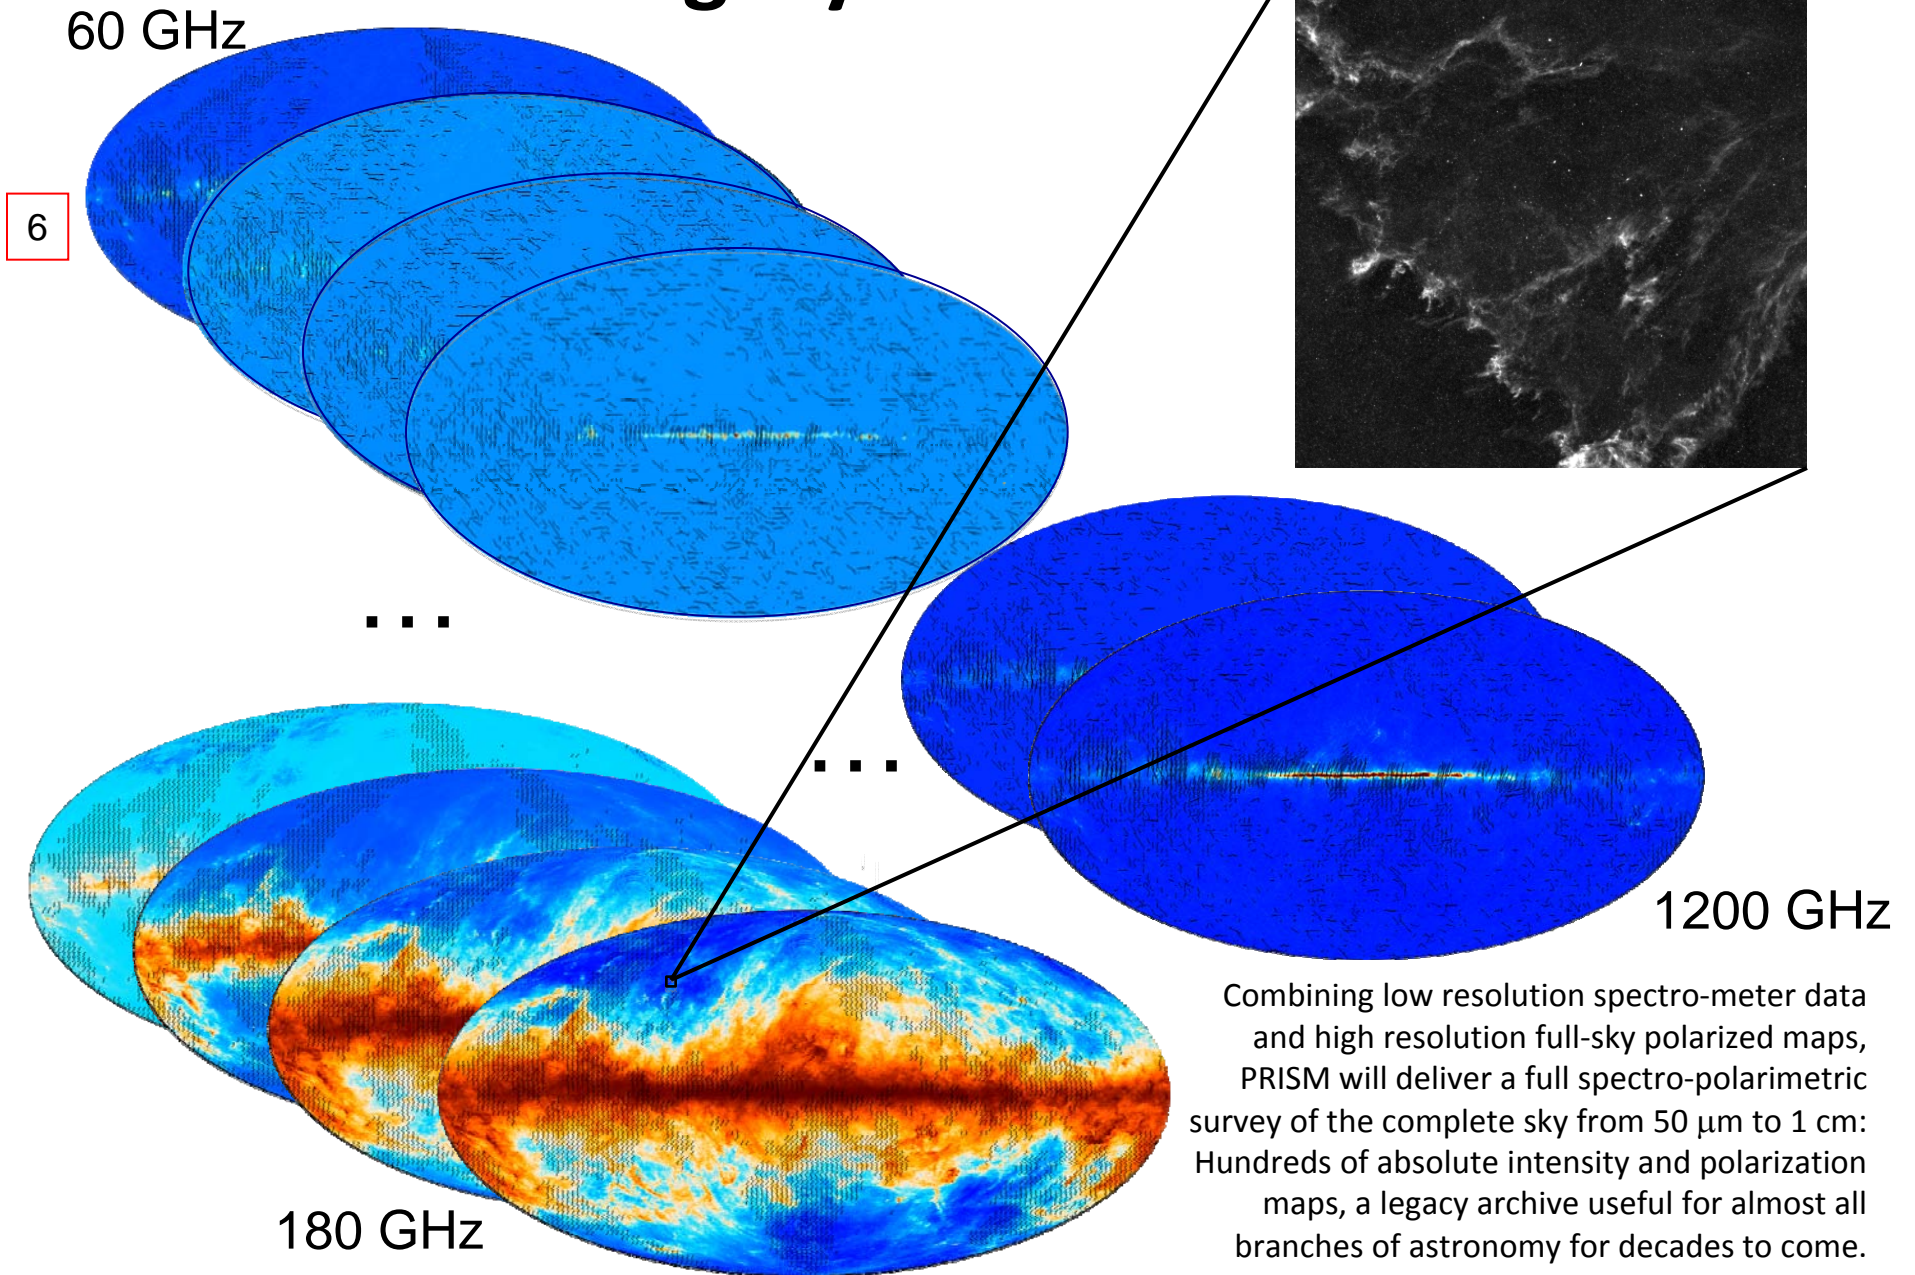 60 GHz
6
...
...
1200 GHz
180 GHz
Combining low resolution spectro-meter data
and high resolution full-sky polarized maps,
PRISM will deliver a full spectro-polarimetric
survey of the complete sky from 50 μm to 1 cm:
Hundreds of absolute intensity and polarization
maps, a legacy archive useful for almost all
branches of astronomy for decades to come.